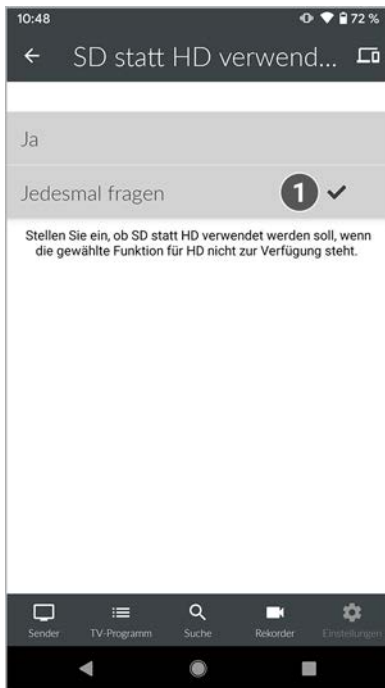 10:48 72 %
SD statt HD verwend...
Ja
Jedesmal fragen 1
Stellen Sie ein, ob SD statt HD verwendet werden soll, wenn
die gewählte Funktion für HD nicht zur Verfügung steht.
Sender TV-Programm Suche Rekorder Einstellungen